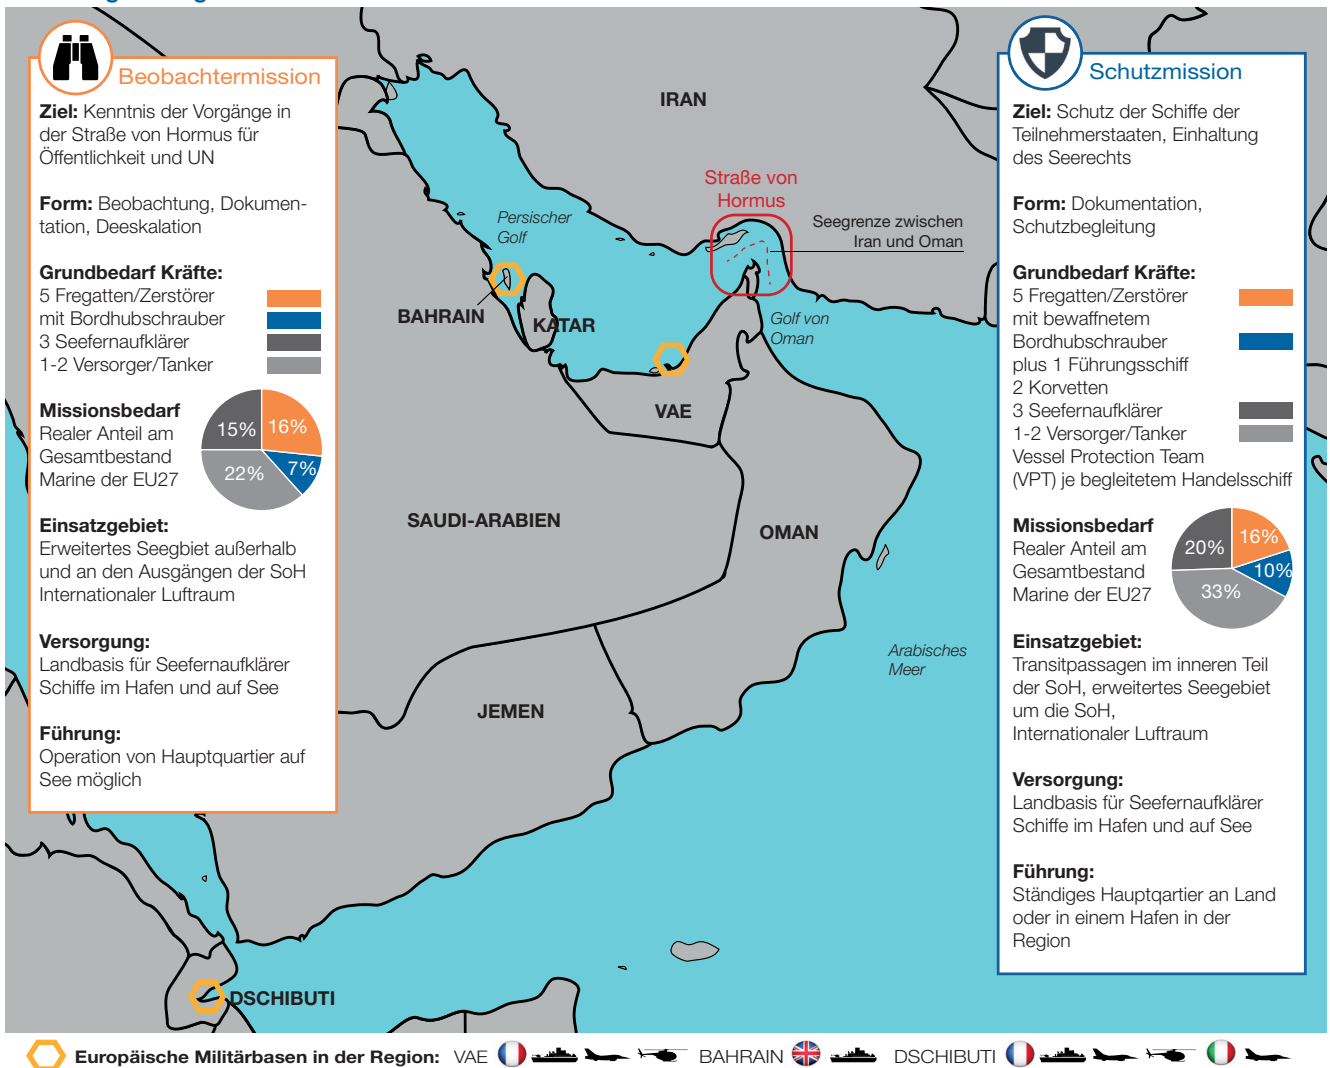 Beobachtermission
Ziel: Kenntnis der Vorgänge in
der Straße von Hormus für
Öffentlichkeit und UN
Form: Beobachtung, Dokumen-
tation, Deeskalation
Grundbedarf Kräfte:
5 Fregatten/Zerstörer
mit Bordhubschrauber
3 Seefernaufklärer
1-2 Versorger/Tanker
Missionsbedarf
Realer Anteil am
Gesamtbestand
Marine der EU27
15%
16%
22%
7%
Einsatzgebiet:
Erweitertes Seegbiet außerhalb
und an den Ausgängen der SoH
Internationaler Luftraum
Versorgung:
Landbasis für Seefernaufklärer
Schiffe im Hafen und auf See
Führung:
Operation von Hauptquartier auf
See möglich
IRAN
Straße von
Hormus
Persischer
Golf
Seegrenze zwischen
Iran und Oman
BAHRAIN
KATAR
Golf von
Oman
VAE
SAUDI-ARABIEN
OMAN
Arabisches
Meer
JEMEN
DSCHIBUTI
Schutzmission
Ziel: Schutz der Schiffe der
Teilnehmerstaaten, Einhaltung
des Seerechts
Form: Dokumentation,
Schutzbegleitung
Grundbedarf Kräfte:
5 Fregatten/Zerstörer
mit bewaffnetem
Bordhubschrauber
plus 1 Führungsschiff
2 Korvetten
3 Seefernaufklärer
1-2 Versorger/Tanker
Vessel Protection Team
(VPT) je begleitetem Handelsschiff
Missionsbedarf
Realer Anteil am
Gesamtbestand
Marine der EU27
20%
16%
10%
33%
Einsatzgebiet:
Transitpassagen im inneren Teil
der SoH, erweitertes Seegebiet
um die SoH,
Internationaler Luftraum
Versorgung:
Landbasis für Seefernaufklärer
Schiffe im Hafen und auf See
Führung:
Ständiges Hauptqartier an Land
oder in einem Hafen in der
Region
Europäische Militärbasen in der Region: VAE BAHRAIN DSCHIBUTI